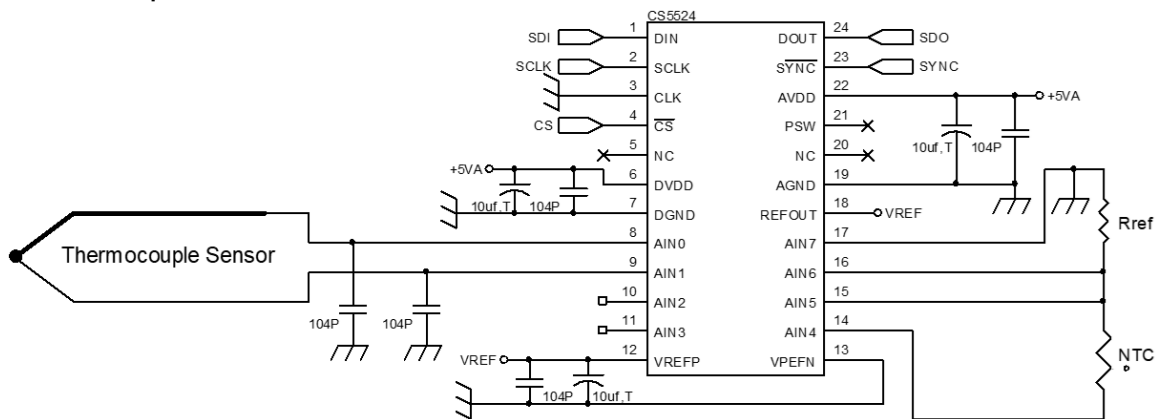 CS5524
SDI 1 DIN DOUT 24 SDO
SCLK 2 SCLK SYNC 23 SYNC
3 CLK AVDD 22 +5VA
CS 4 CS PSW 21
10uf,T 104P
5 NC NC 20
+5VA 6 DVDD AGND 19
10uf,T 104P
7 DGND REFOUT 18 VREF
Rref
8 AIN0 AIN7 17
Thermocouple Sensor
9 AIN1 AIN6 16
10 AIN2 AIN5 15
104P 104P
11 AIN3 AIN4 14
VREF 12 VREFP VPEFN 13
NTC
104P 10uf,T